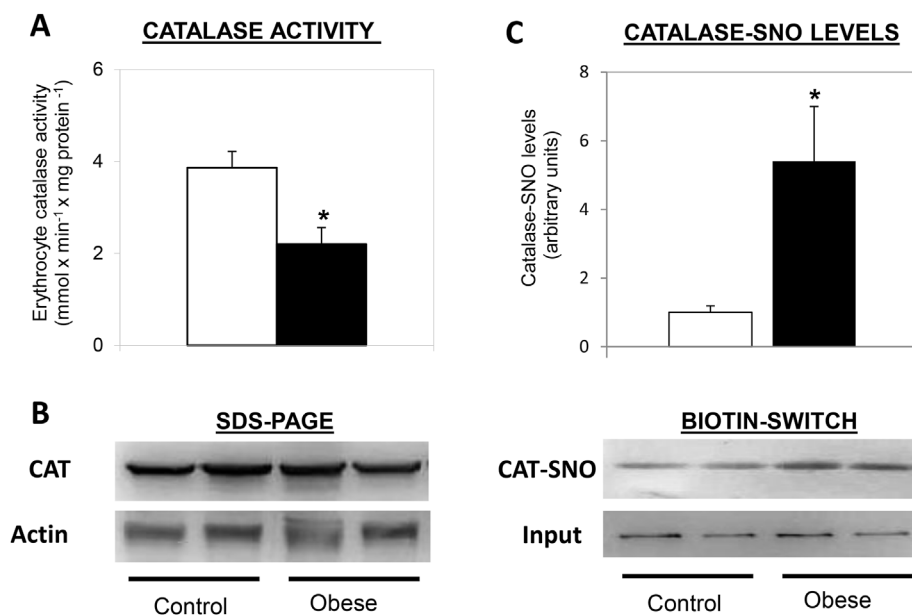 A
CATALASE ACTIVITY
Erythrocyte catalase activity
(mmol x min⁻¹ x mg protein⁻¹)
6
4
2
0
*
C
CATALASE-SNO LEVELS
Catalase-SNO levels
(arbitrary units)
8
6
4
2
0
*
B
SDS-PAGE
CAT
Actin
Control
Obese
BIOTIN-SWITCH
CAT-SNO
Input
Control
Obese